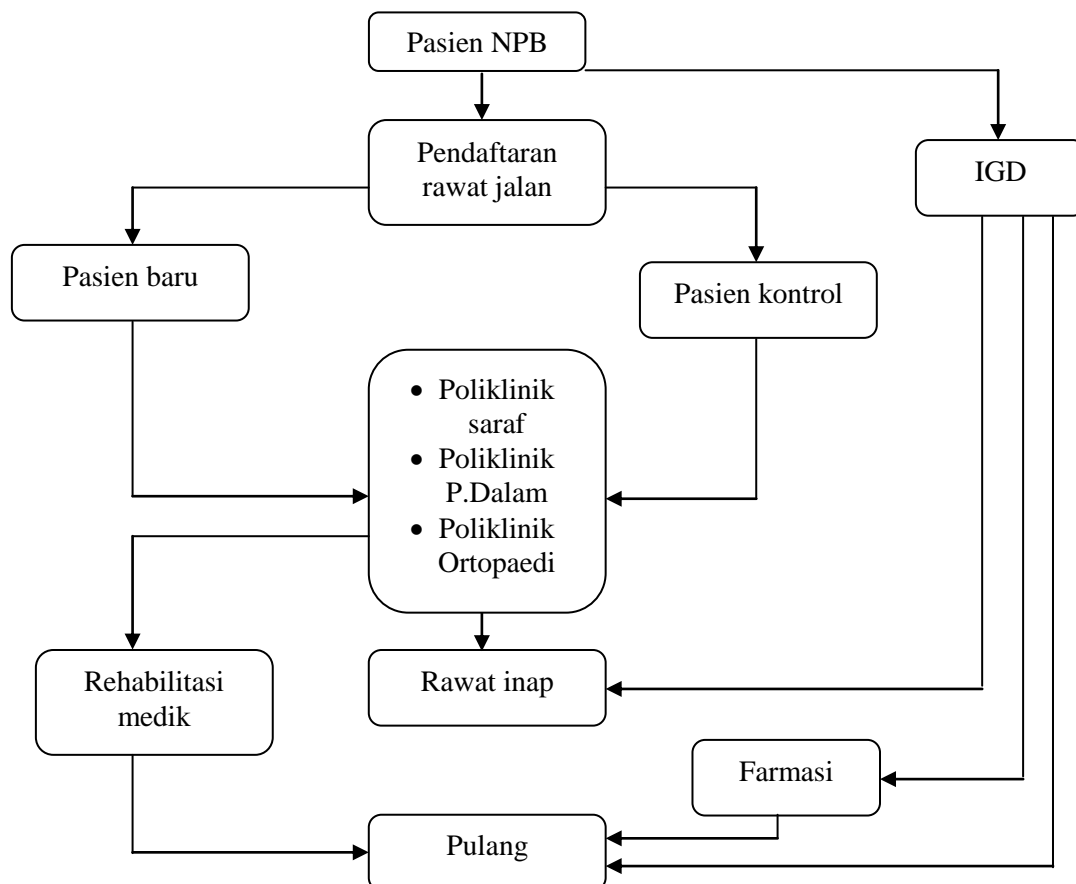 Pasien NPB
Pendaftaran
rawat jalan
IGD
Pasien baru
Pasien kontrol
• Poliklinik
saraf
• Poliklinik
P.Dalam
• Poliklinik
Ortopaedi
Rehabilitasi
medik
Rawat inap
Farmasi
Pulang